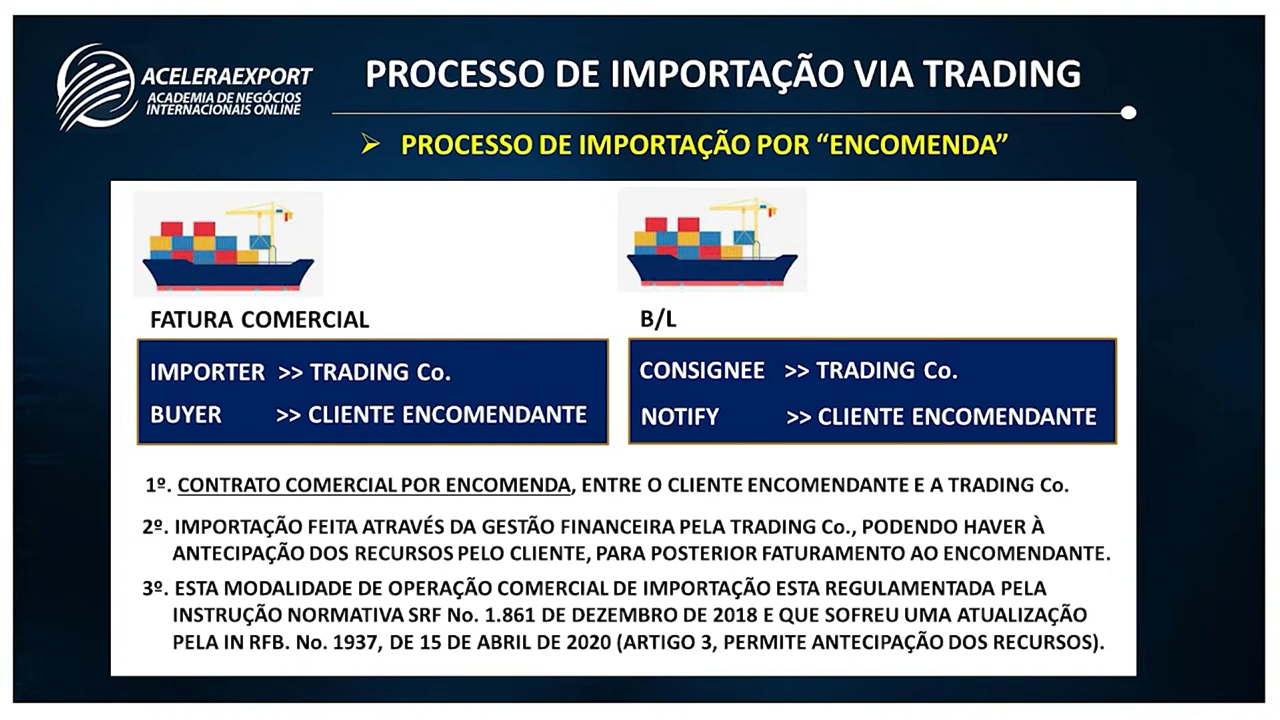 ACELERAEXPORT
ACADEMIA DE NEGÓCIOS
INTERNACIONAIS ONLINE
PROCESSO DE IMPORTAÇÃO VIA TRADING
➢ PROCESSO DE IMPORTAÇÃO POR “ENCOMENDA”
FATURA COMERCIAL
IMPORTER >> TRADING Co.
BUYER >> CLIENTE ENCOMENDANTE
B/L
CONSIGNEE >> TRADING Co.
NOTIFY >> CLIENTE ENCOMENDANTE
1º. CONTRATO COMERCIAL POR ENCOMENDA, ENTRE O CLIENTE ENCOMENDANTE E A TRADING Co.
2º. IMPORTAÇÃO FEITA ATRAVÉS DA GESTÃO FINANCEIRA PELA TRADING Co., PODENDO HAVER À
ANTECIPAÇÃO DOS RECURSOS PELO CLIENTE, PARA POSTERIOR FATURAMENTO AO ENCOMENDANTE.
3º. ESTA MODALIDADE DE OPERAÇÃO COMERCIAL DE IMPORTAÇÃO ESTA REGULAMENTADA PELA
INSTRUÇÃO NORMATIVA SRF No. 1.861 DE DEZEMBRO DE 2018 E QUE SOFREU UMA ATUALIZAÇÃO
PELA IN RFB. No. 1937, DE 15 DE ABRIL DE 2020 (ARTIGO 3, PERMITE ANTECIPAÇÃO DOS RECURSOS).